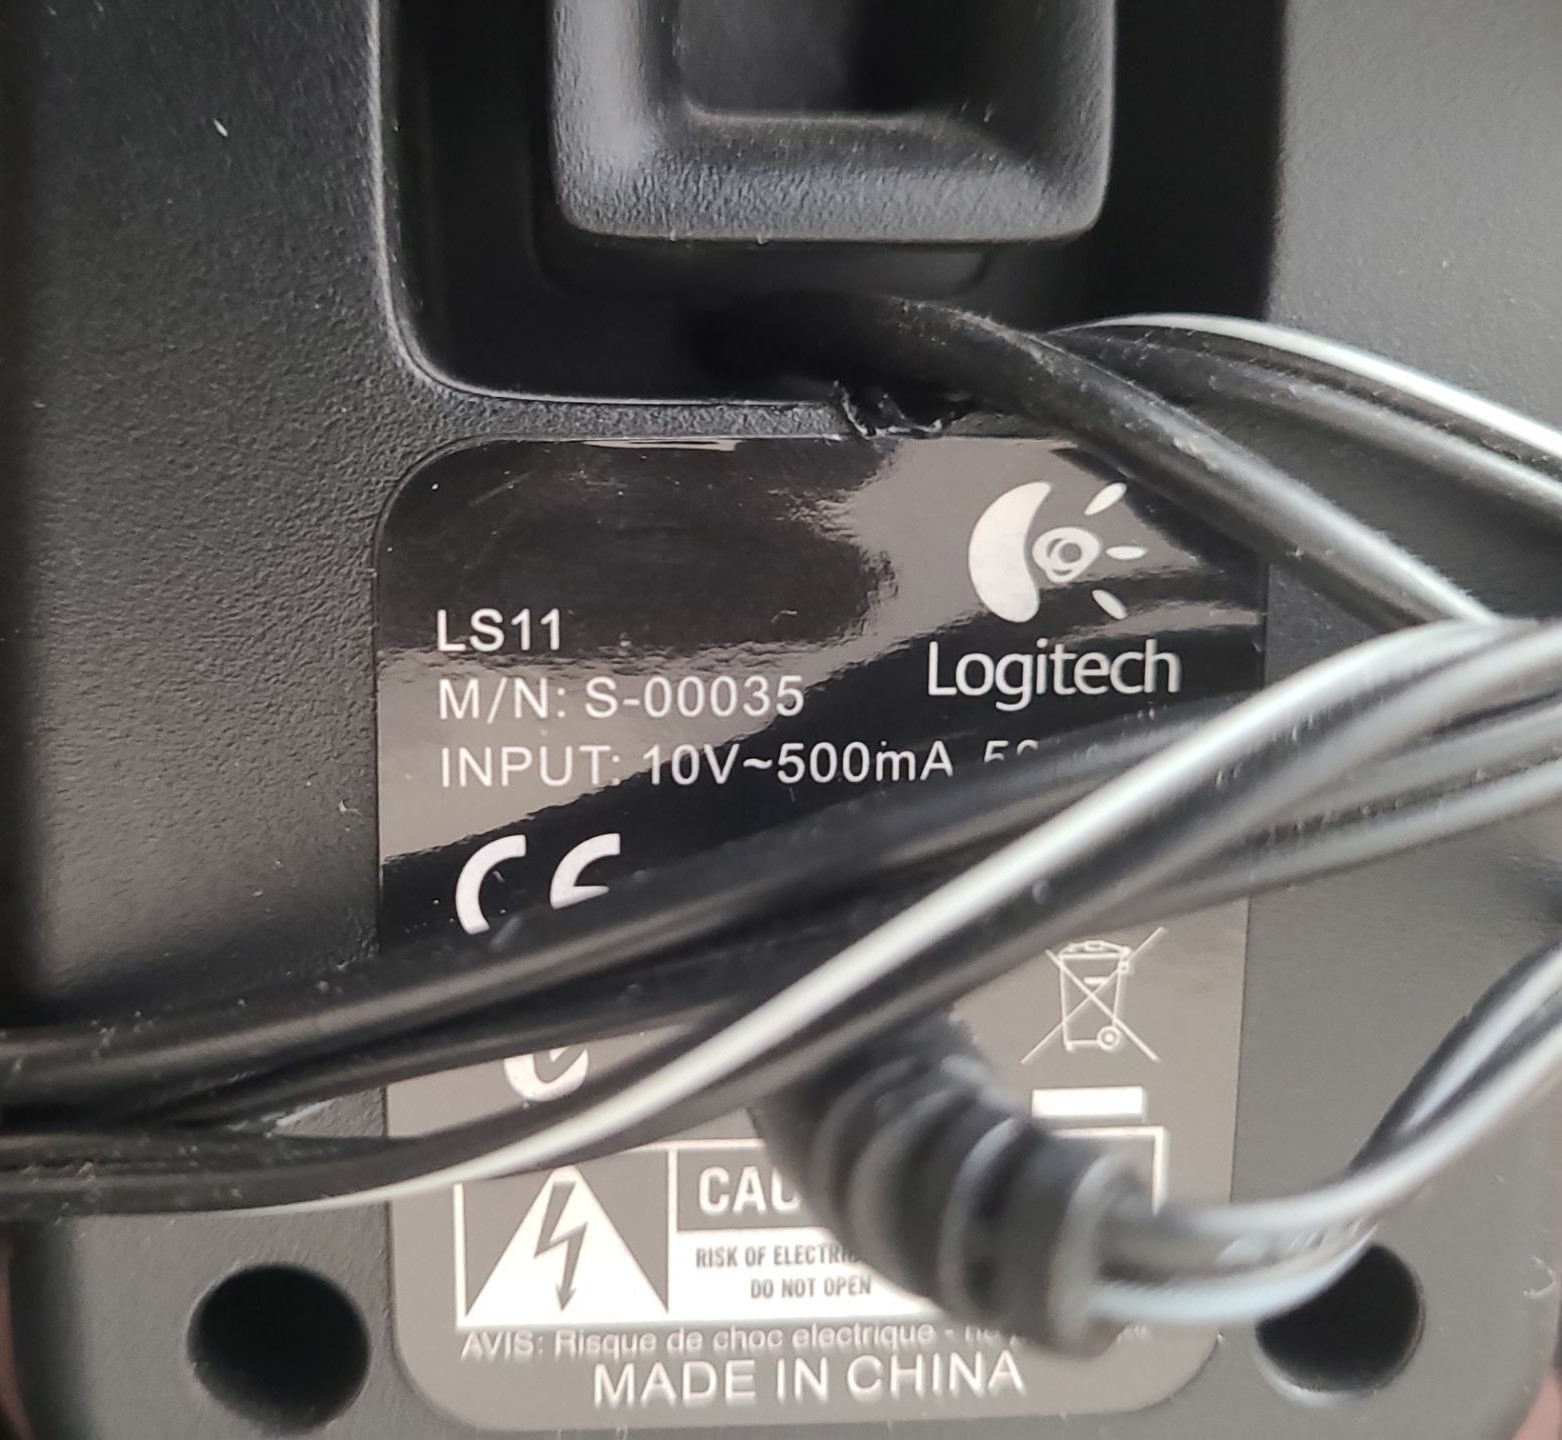 Logitech
LS11
M/N: S-00035
INPUT: 10V~500mA
CE
RISK OF
DO NOT OPEN
AVIS: Risque de choc electrique -
MADE IN CHINA